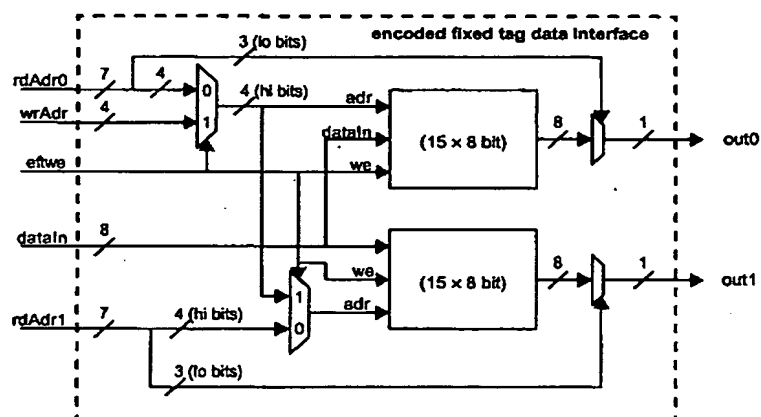 encoded fixed tag data interface
3 (lo bits)
rdAdr0
7
4
0
4 (hi bits)
adr
wrAdr
4
1
dataIn
(15 × 8 bit)
8
1
out0
eftwe
we
dataIn
8
we
(15 × 8 bit)
8
1
out1
1
adr
rdAdr1
7
4 (hi bits)
0
3 (lo bits)